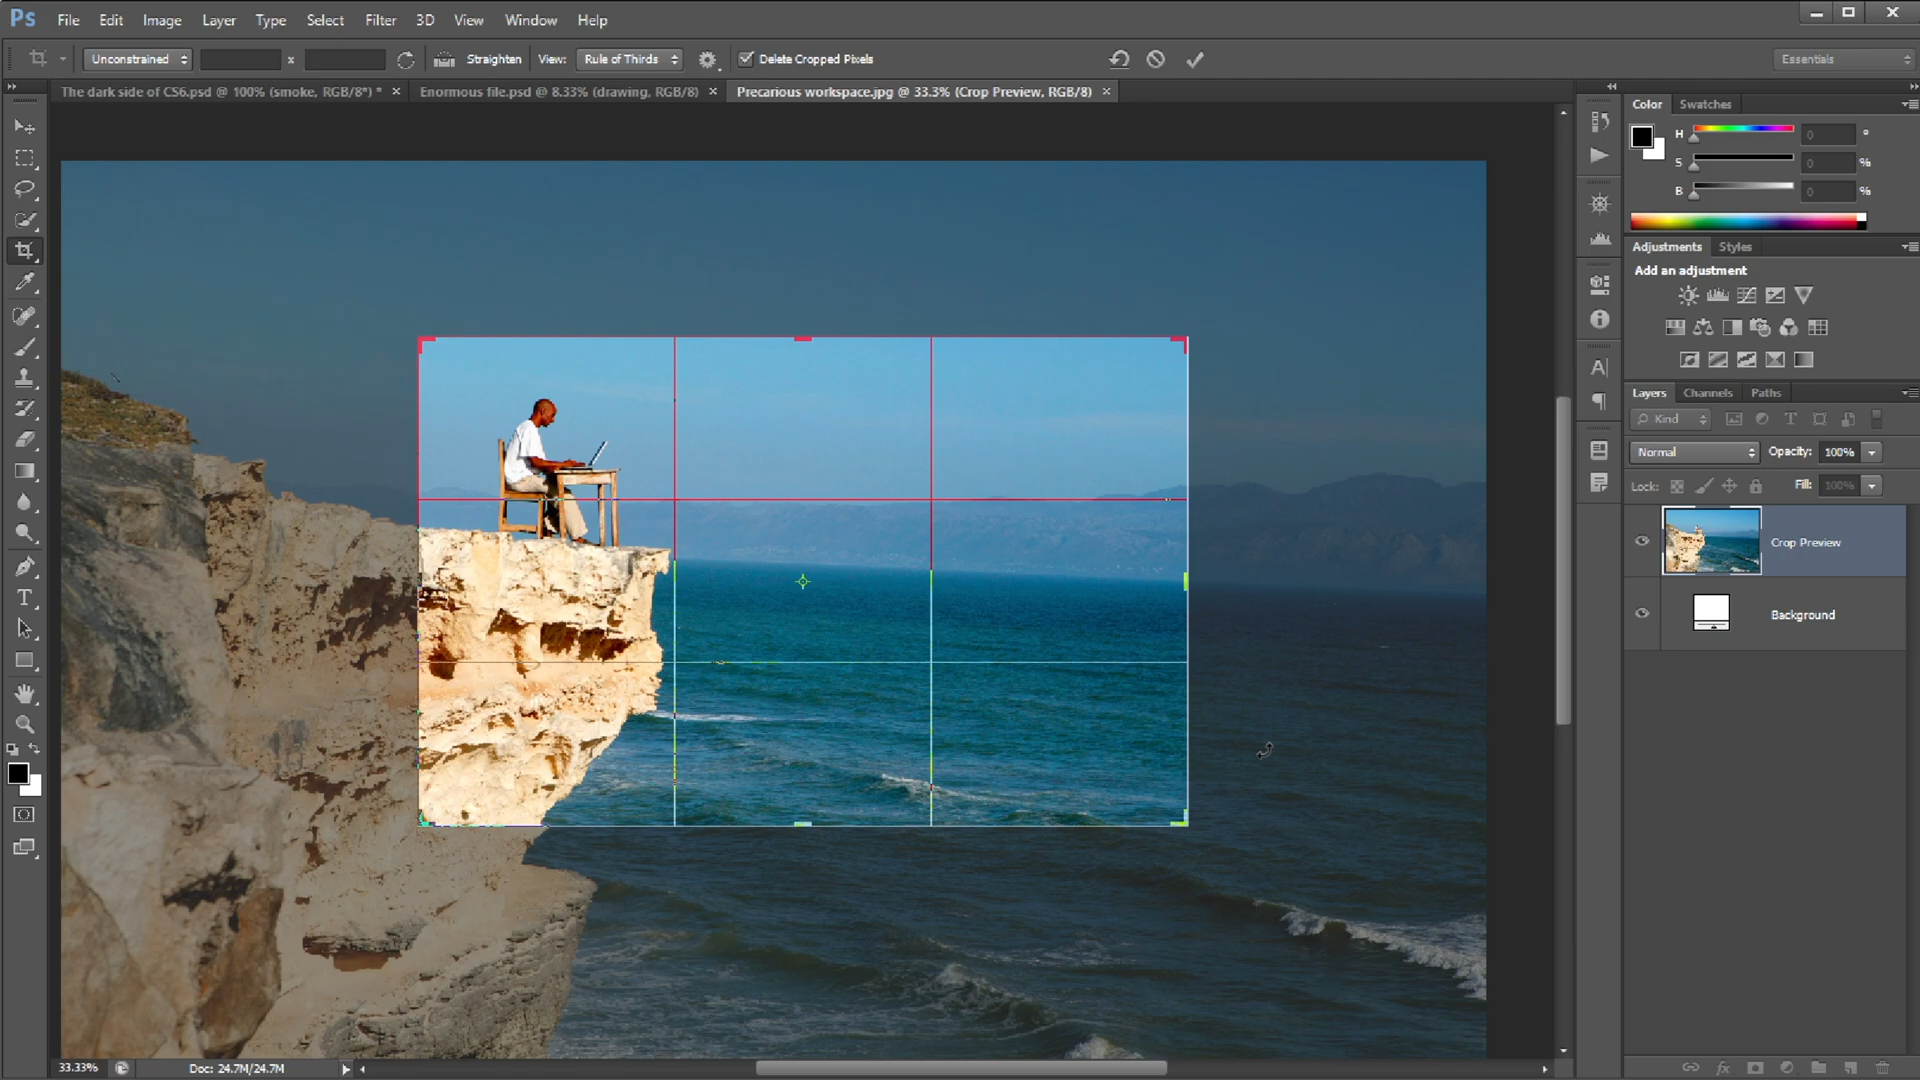 Ps File Edit Image Layer Type Select Filter 3D View Window Help
Unconstrained x Straighten View: Rule of Thirds Delete Cropped Pixels Essentials
The dark side of CS6.psd @ 100% (smoke, RGB/8*) * × Enormous file.psd @ 8.33% (drawing, RGB/8) × Precarious workspace.jpg @ 33.3% (Crop Preview, RGB/8) ×
Color Swatches
H 0 °
S 0 %
B 0 %
Adjustments Styles
Add an adjustment
Layers Channels Paths
Kind
Normal Opacity: 100%
Lock: Fill: 100%
Crop Preview
Background
33.33% Doc: 24.7M/24.7M